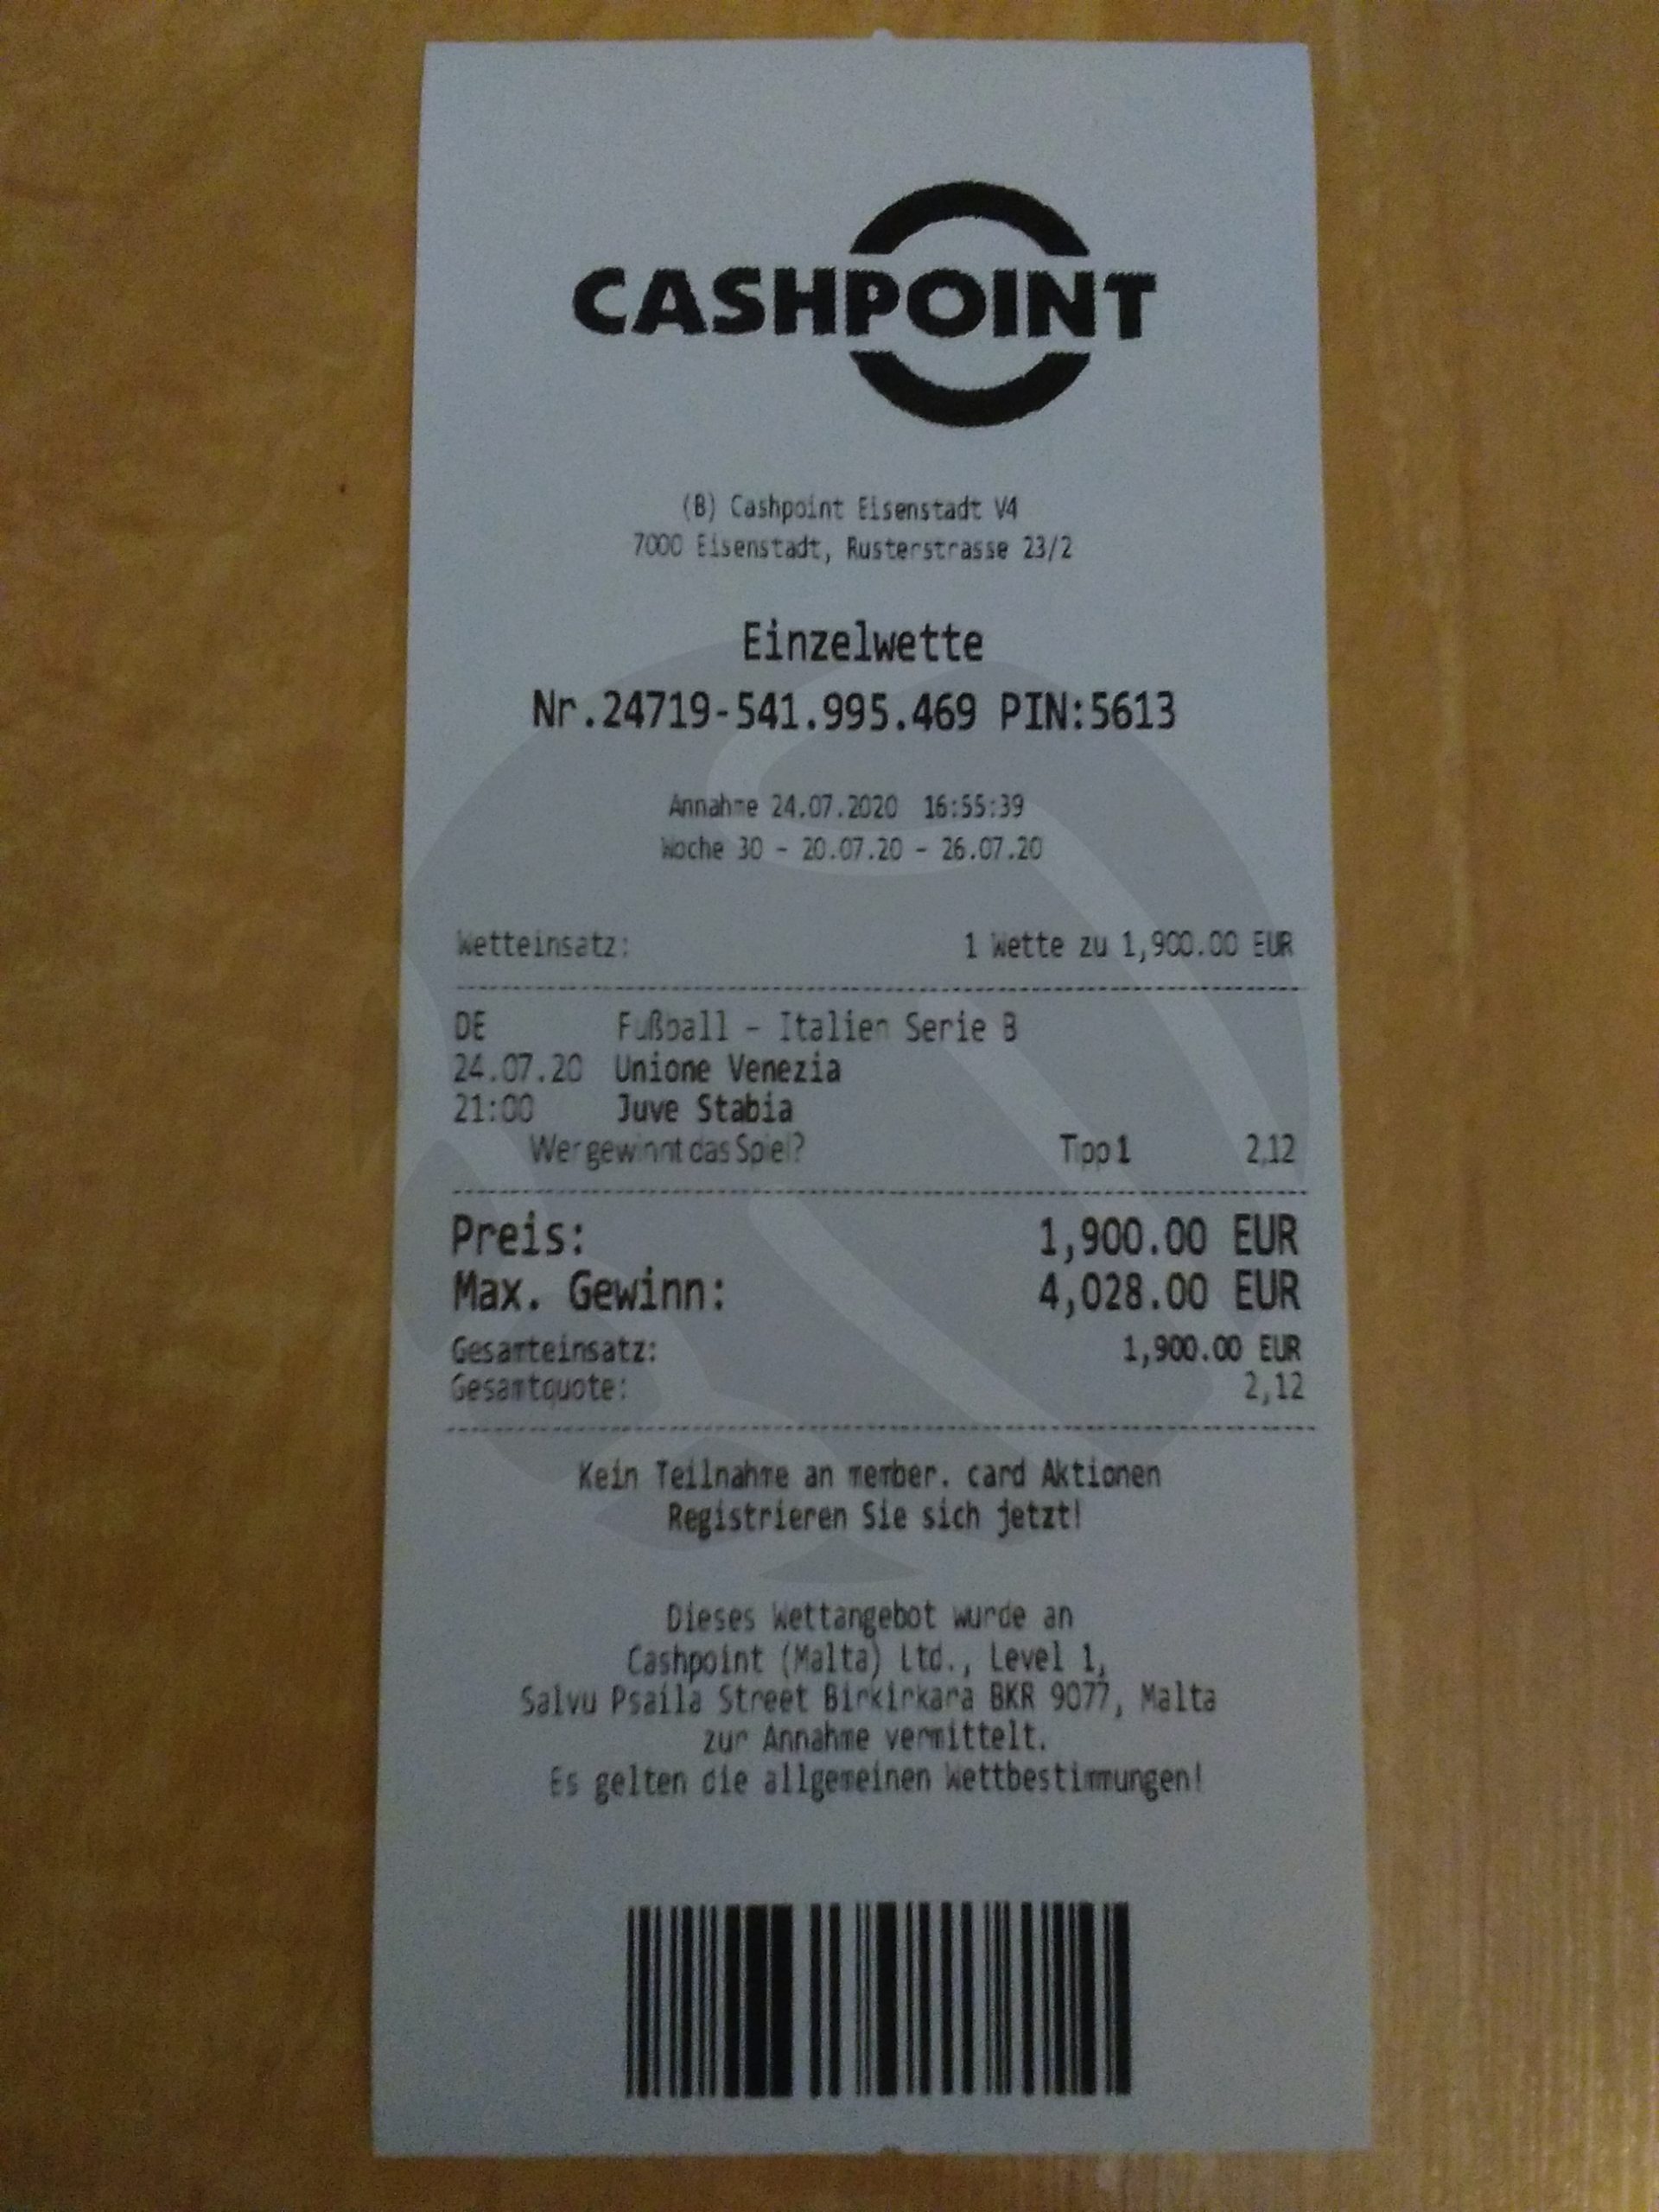 CASHPOINT
(B) Cashpoint Eisenstadt V4
7000 Eisenstadt, Rusterstrasse 23/2
Einzelwette
Nr.24719-541.995.469 PIN:5613
Annahme 24.07.2020 16:55:39
Woche 30 - 20.07.20 - 26.07.20
Wetteinsatz: 1 Wette zu 1,900.00 EUR
DE Fußball - Italien Serie B
24.07.20 Unione Venezia
21:00 Juve Stabia
Wer gewinnt das Spiel? Tipp 1 2,12
Preis: 1,900.00 EUR
Max. Gewinn: 4,028.00 EUR
Gesamteinsatz: 1,900.00 EUR
Gesamtquote: 2,12
Kein Teilnahme an member. card Aktionen
Registrieren Sie sich jetzt!
Dieses Wettangebot wurde an
Cashpoint (Malta) Ltd., Level 1,
Salvu Psaila Street Birkirkara BKR 9077, Malta
zur Annahme vermittelt.
Es gelten die allgemeinen Wettbestimmungen!